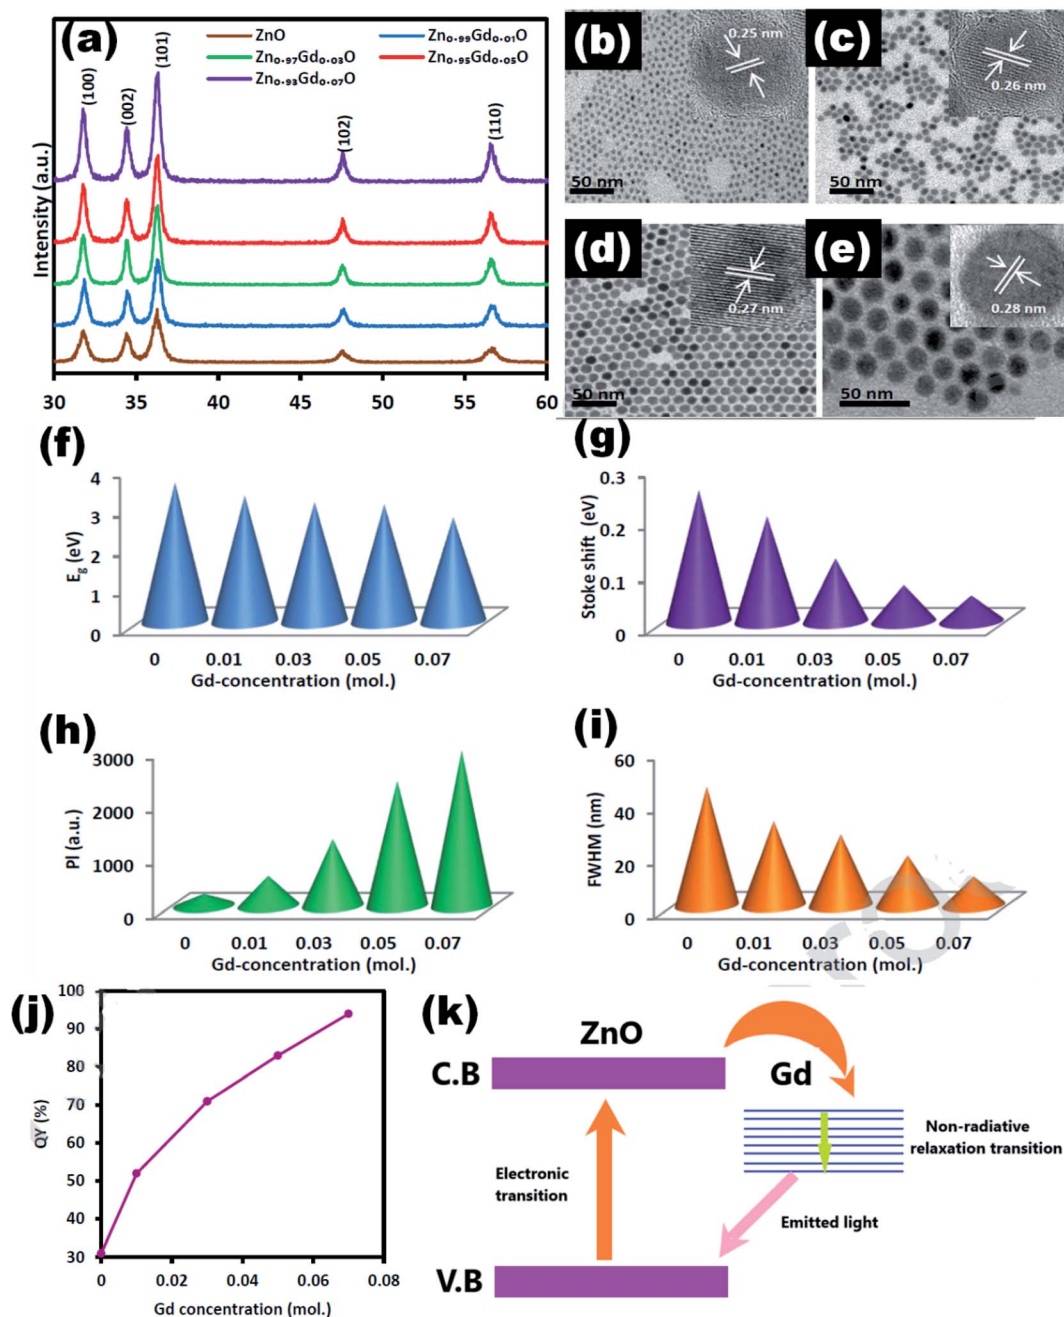 (a)
ZnO
Zn₀.₉₉Gd₀.₀₁O
Zn₀.₉₇Gd₀.₀₃O
Zn₀.₉₅Gd₀.₀₅O
Zn₀.₉₃Gd₀.₀₇O
(100)
(002)
(101)
(102)
(110)
Intensity (a.u.)
30 35 40 45 50 55 60
(b)
0.25 nm
50 nm
(c)
0.26 nm
50 nm
(d)
0.27 nm
50 nm
(e)
0.28 nm
50 nm
(f)
4
3
2
1
0
E_g (eV)
0 0.01 0.03 0.05 0.07
Gd-concentration (mol.)
(g)
0.3
0.2
0.1
0
Stoke shift (eV)
0 0.01 0.03 0.05 0.07
Gd-concentration (mol.)
(h)
3000
2000
1000
0
PI (a.u.)
0 0.01 0.03 0.05 0.07
Gd-concentration (mol.)
(i)
60
40
20
0
FWHM (nm)
0 0.01 0.03 0.05 0.07
Gd-concentration (mol.)
(j)
100
90
80
70
60
50
40
30
QY (%)
0 0.02 0.04 0.06 0.08
Gd concentration (mol.)
(k)
ZnO
C.B
Gd
Non-radiative
relaxation transition
Electronic
transition
Emitted light
V.B